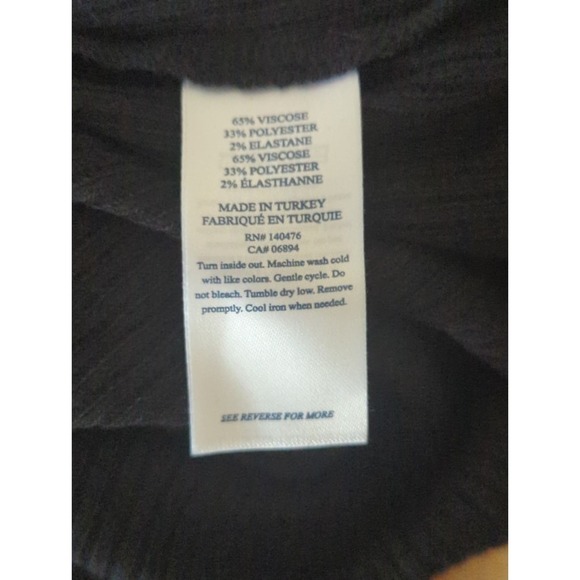 65% VISCOSE
33% POLYESTER
2% ELASTANE
65% VISCOSE
33% POLYESTER
2% ÉLASTHANNE
MADE IN TURKEY
FABRIQUÉ EN TURQUIE
RN# 140476
CA# 06894
Turn inside out. Machine wash cold
with like colors. Gentle cycle. Do
not bleach. Tumble dry low. Remove
promptly. Cool iron when needed.
SEE REVERSE FOR MORE